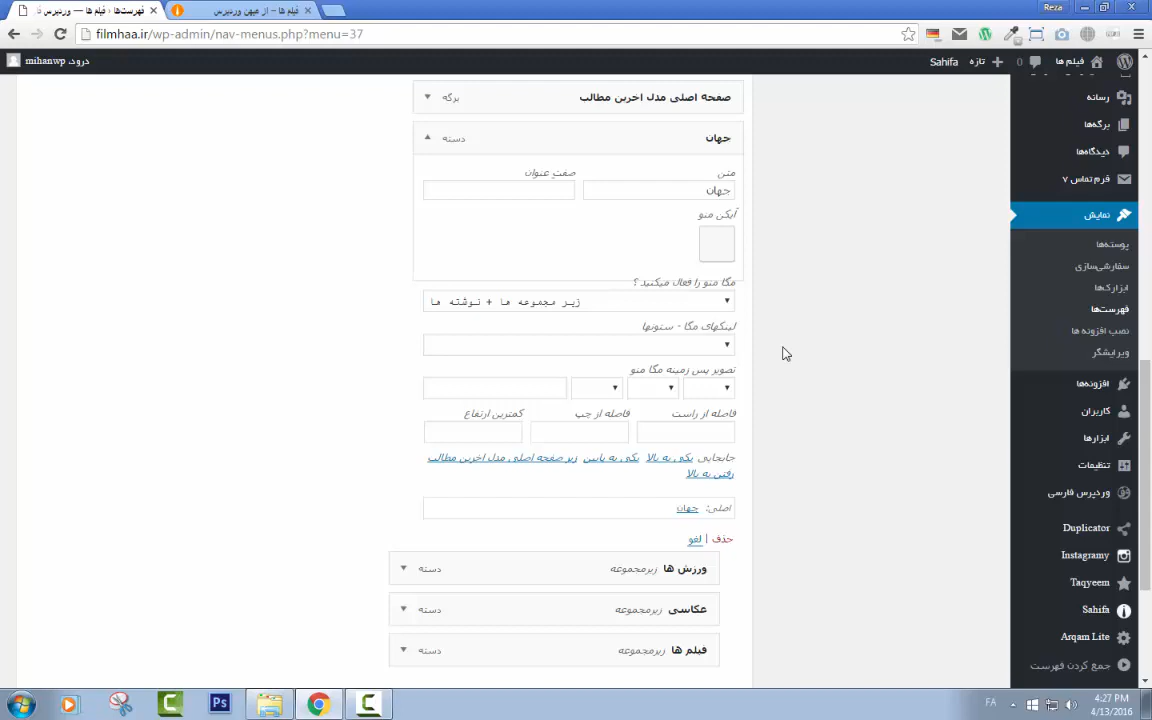 Reza
فهرست‌ها ‹ فیلم ها — وردپرس
فیلم ها – از میهن وردپرس
filmhaa.ir/wp-admin/nav-menus.php?menu=37
فیلم ها
0
تازه
Sahifa
درود، mihanwp
رسانه
برگه‌ها
دیدگاه‌ها
فرم تماس ۷
نمایش
پوسته‌ها
سفارشی‌سازی
ابزارک‌ها
فهرست‌ها
نصب افزونه ها
ویرایشگر
افزونه‌ها
کاربران
ابزارها
تنظیمات
وردپرس فارسی
Duplicator
Instagramy
Taqyeem
Sahifa
Arqam Lite
جمع کردن فهرست
صفحه اصلی مدل اخرین مطالب برگه
جهان دسته
متن صفت عنوان
جهان
آیکن منو
مگا منو را فعال میکنید ؟
زیر مجموعه ها + نوشته ها
لینکهای مگا - ستونها
تصویر پس زمینه مگا منو
فاصله از راست فاصله از چپ کمترین ارتفاع
جابجایی یکی به بالا یکی به پایین زیر صفحه اصلی مدل اخرین مطالب
رفتن به بالا
اصلی: جهان
حذف | لغو
ورزش ها زیرمجموعه دسته
عکاسی زیرمجموعه دسته
فیلم ها زیرمجموعه دسته
FA
4:27 PM
4/13/2016